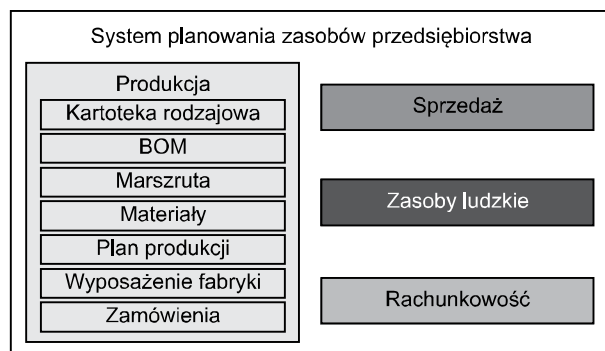 System planowania zasobów przedsiębiorstwa
Produkcja
Kartoteka rodzajowa
BOM
Marszruta
Materiały
Plan produkcji
Wyposażenie fabryki
Zamówienia
Sprzedaż
Zasoby ludzkie
Rachunkowość